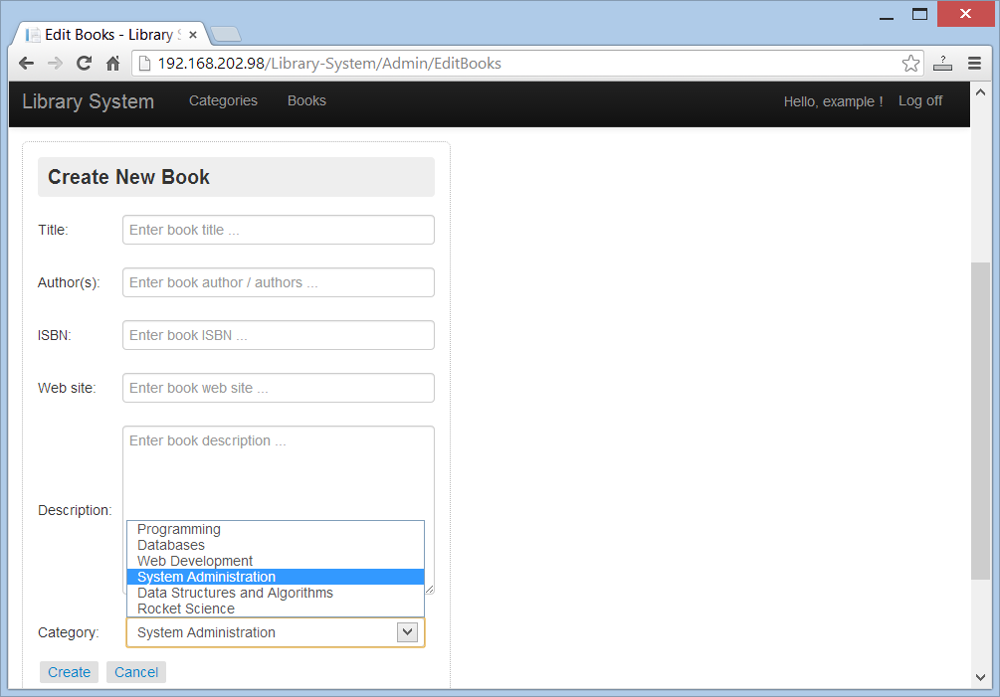 Edit Books - Library S
192.168.202.98/Library-System/Admin/EditBooks
Library System Categories Books Hello, example ! Log off
Create New Book
Title: Enter book title ...
Author(s): Enter book author / authors ...
ISBN: Enter book ISBN ...
Web site: Enter book web site ...
Description: Enter book description ...
Programming
Databases
Web Development
System Administration
Data Structures and Algorithms
Rocket Science
Category: System Administration
Create Cancel